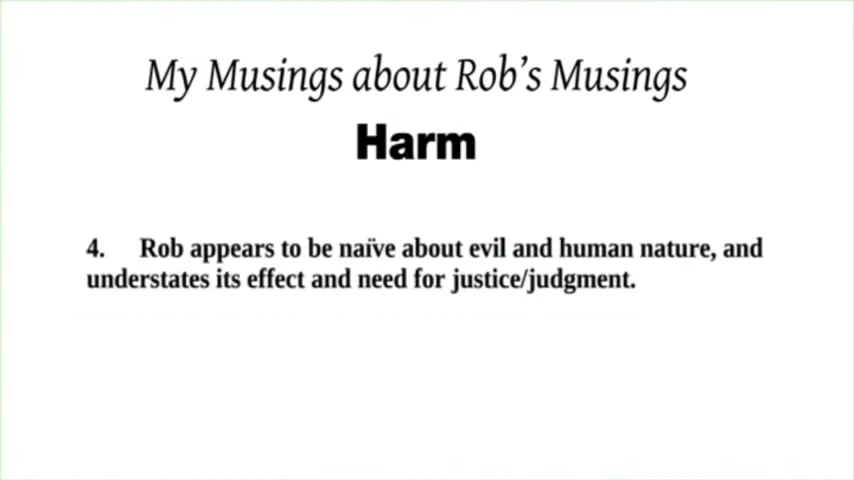 My Musings about Rob's Musings
Harm
4. Rob appears to be naïve about evil and human nature, and
understates its effect and need for justice/judgment.